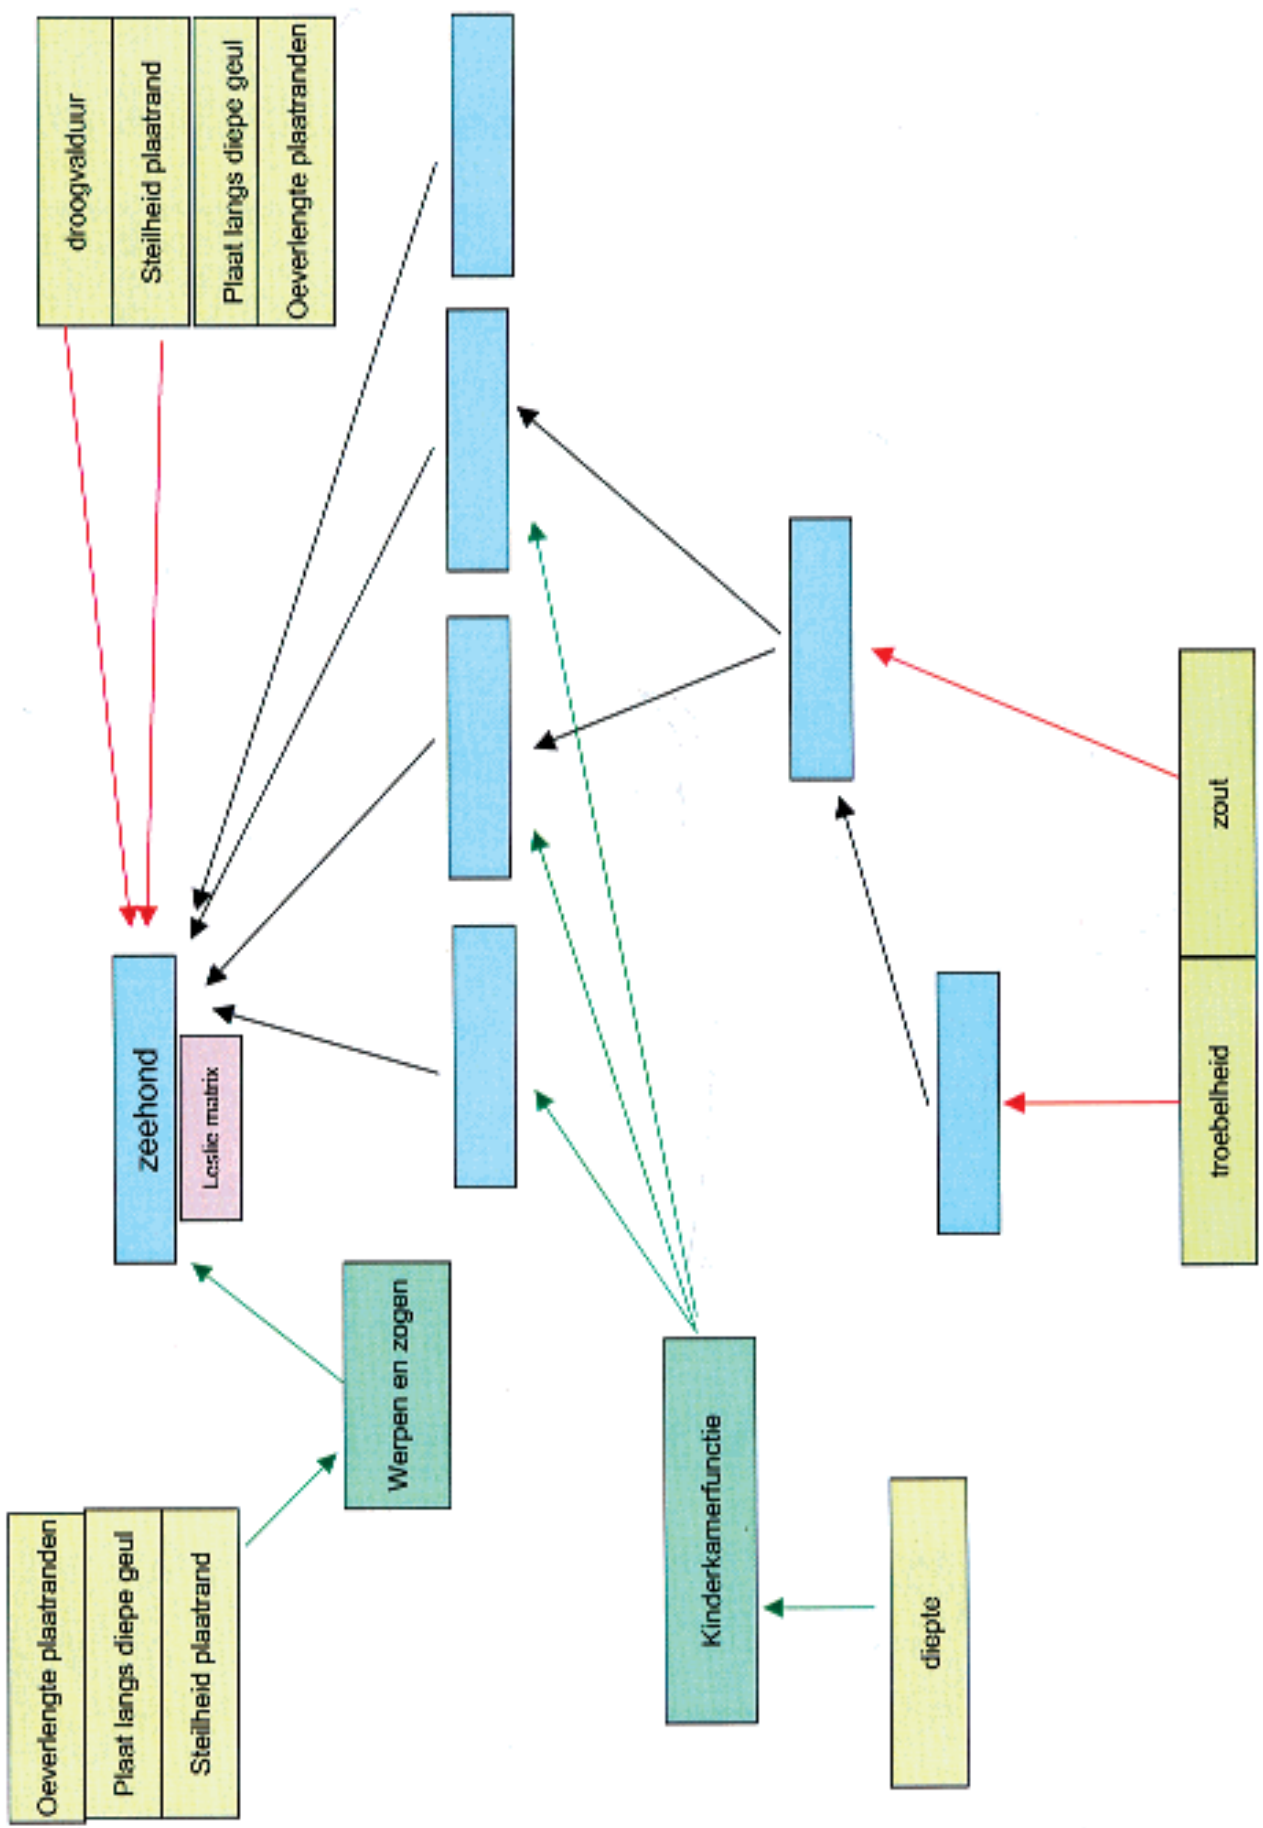 Oeverlengte plaatranden
Plaat langs diepe geul
Steilheid plaatrand
zeehond
Leslie matrix
droogvalduur
Steilheid plaatrand
Plaat langs diepe geul
Oeverlengte plaatranden
Werpen en zogen
Kinderkamerfunctie
diepte
troebelheid
zout